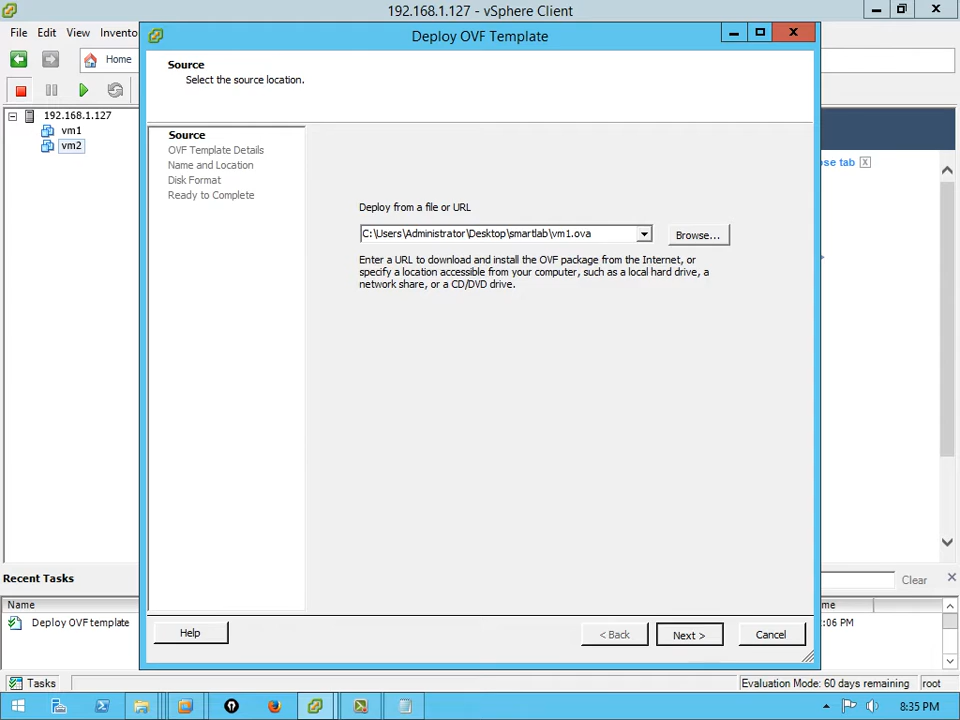 192.168.1.127 - vSphere Client
File Edit View Invento
Deploy OVF Template
Home
Source
Select the source location.
192.168.1.127
vm1
vm2
Source
OVF Template Details
Name and Location
Disk Format
Ready to Complete
Deploy from a file or URL
C:\Users\Administrator\Desktop\smartlab\vm1.ova
Browse...
Enter a URL to download and install the OVF package from the Internet, or
specify a location accessible from your computer, such as a local hard drive, a
network share, or a CD/DVD drive.
ose tab X
Recent Tasks
Clear
Name
me
Deploy OVF template
:06 PM
Help
< Back
Next >
Cancel
Tasks
Evaluation Mode: 60 days remaining
root
8:35 PM